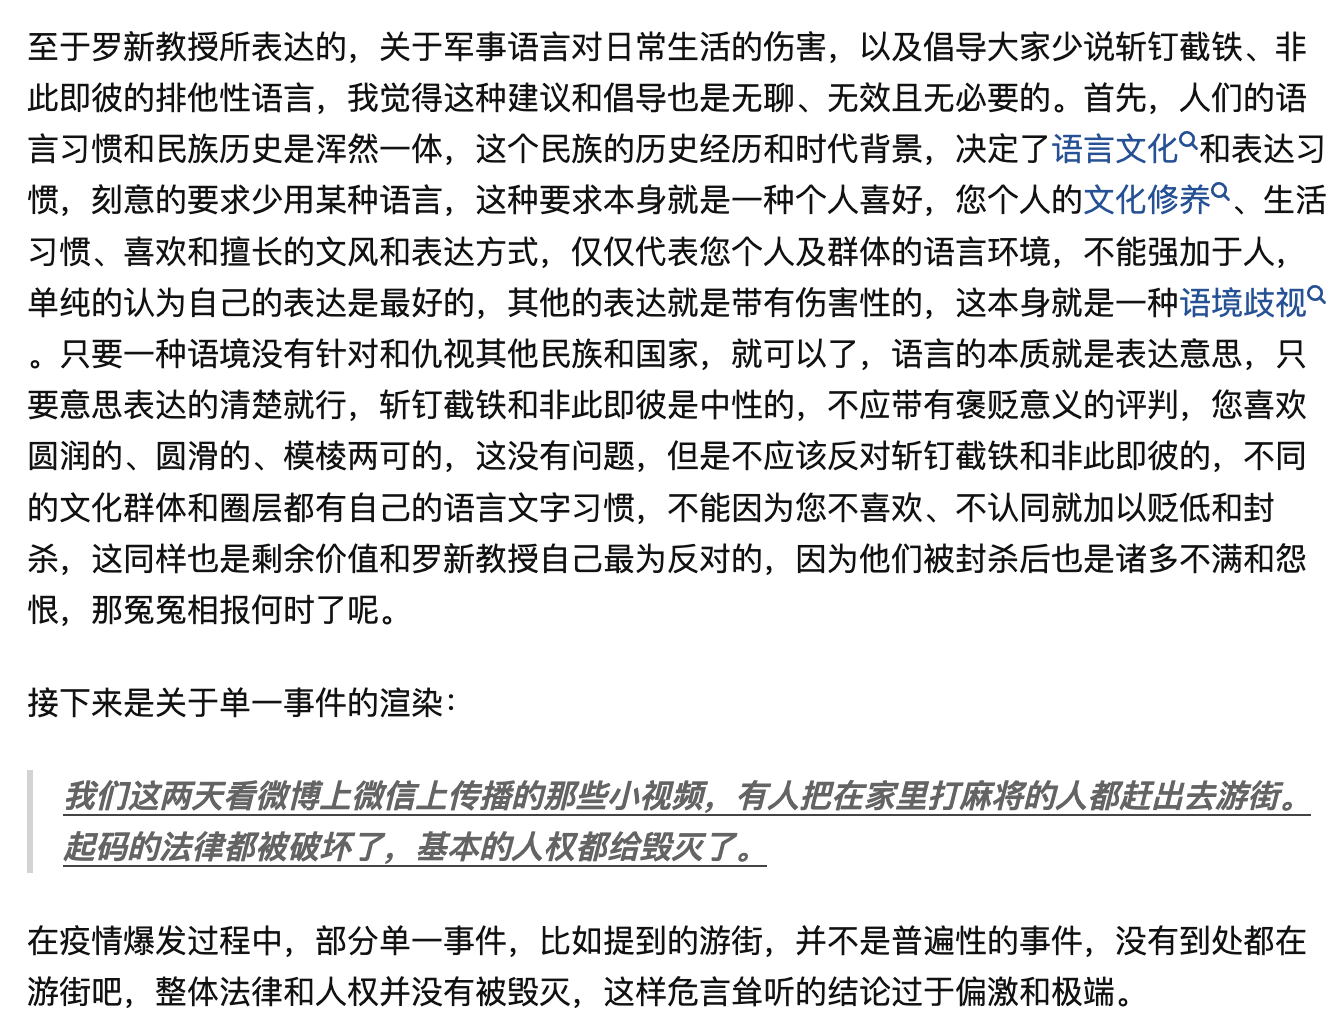 至于罗新教授所表达的，关于军事语言对日常生活的伤害，以及倡导大家少说斩钉截铁、非
此即彼的排他性语言，我觉得这种建议和倡导也是无聊、无效且无必要的。首先，人们的语
言习惯和民族历史是浑然一体，这个民族的历史经历和时代背景，决定了语言文化和表达习
惯，刻意的要求少用某种语言，这种要求本身就是一种个人喜好，您个人的文化修养、生活
习惯、喜欢和擅长的文风和表达方式，仅仅代表您个人及群体的语言环境，不能强加于人，
单纯的认为自己的表达是最好的，其他的表达就是带有伤害性的，这本身就是一种语境歧视
。只要一种语境没有针对和仇视其他民族和国家，就可以了，语言的本质就是表达意思，只
要意思表达的清楚就行，斩钉截铁和非此即彼是中性的，不应带有褒贬意义的评判，您喜欢
圆润的、圆滑的、模棱两可的，这没有问题，但是不应该反对斩钉截铁和非此即彼的，不同
的文化群体和圈层都有自己的语言文字习惯，不能因为您不喜欢、不认同就加以贬低和封
杀，这同样也是剩余价值和罗新教授自己最为反对的，因为他们被封杀后也是诸多不满和怨
恨，那冤冤相报何时了呢。
接下来是关于单一事件的渲染：
我们这两天看微博上微信上传播的那些小视频，有人把在家里打麻将的人都赶出去游街。
起码的法律都被破坏了，基本的人权都给毁灭了。
在疫情爆发过程中，部分单一事件，比如提到的游街，并不是普遍性的事件，没有到处都在
游街吧，整体法律和人权并没有被毁灭，这样危言耸听的结论过于偏激和极端。